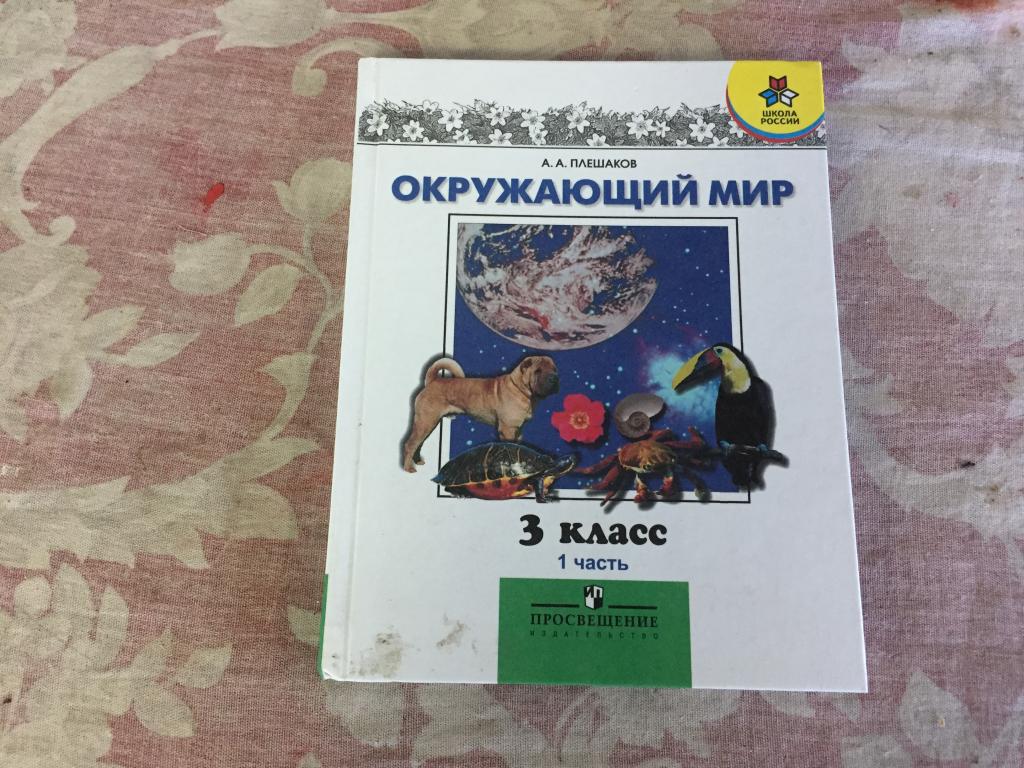 ШКОЛА
РОССИИ
А. А. ПЛЕШАКОВ
ОКРУЖАЮЩИЙ МИР
3 класс
1 часть
ПРОСВЕЩЕНИЕ
ИЗДАТЕЛЬСТВО